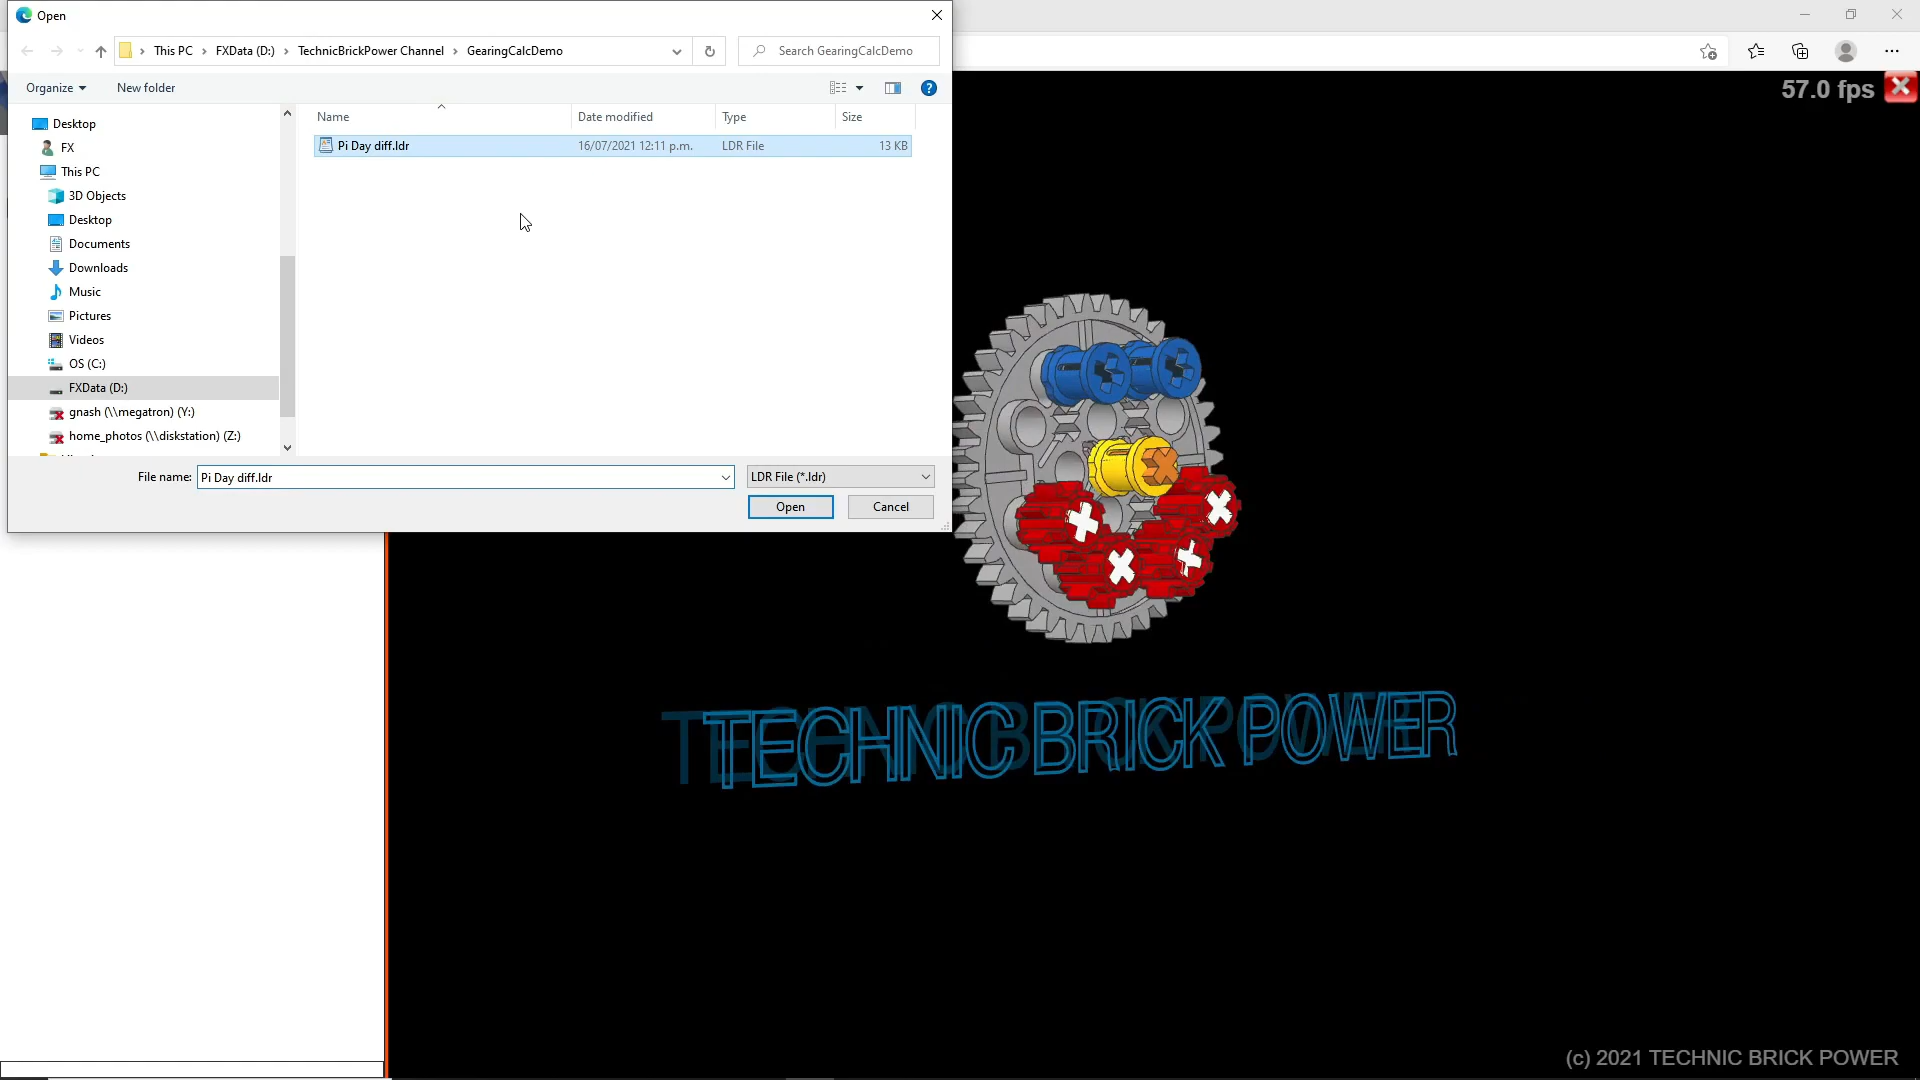 Open
This PC > FXData (D:) > TechnicBrickPower Channel > GearingCalcDemo
Search GearingCalcDemo
Organize
New folder
57.0 fps
Name
Date modified
Type
Size
Pi Day diff.ldr
16/07/2021 12:11 p.m.
LDR File
13 KB
Desktop
FX
This PC
3D Objects
Desktop
Documents
Downloads
Music
Pictures
Videos
OS (C:)
FXData (D:)
gnash (\\megatron) (Y:)
home_photos (\\diskstation) (Z:)
File name: Pi Day diff.ldr
LDR File (*.ldr)
Open
Cancel
TECHNIC BRICK POWER
(c) 2021 TECHNIC BRICK POWER